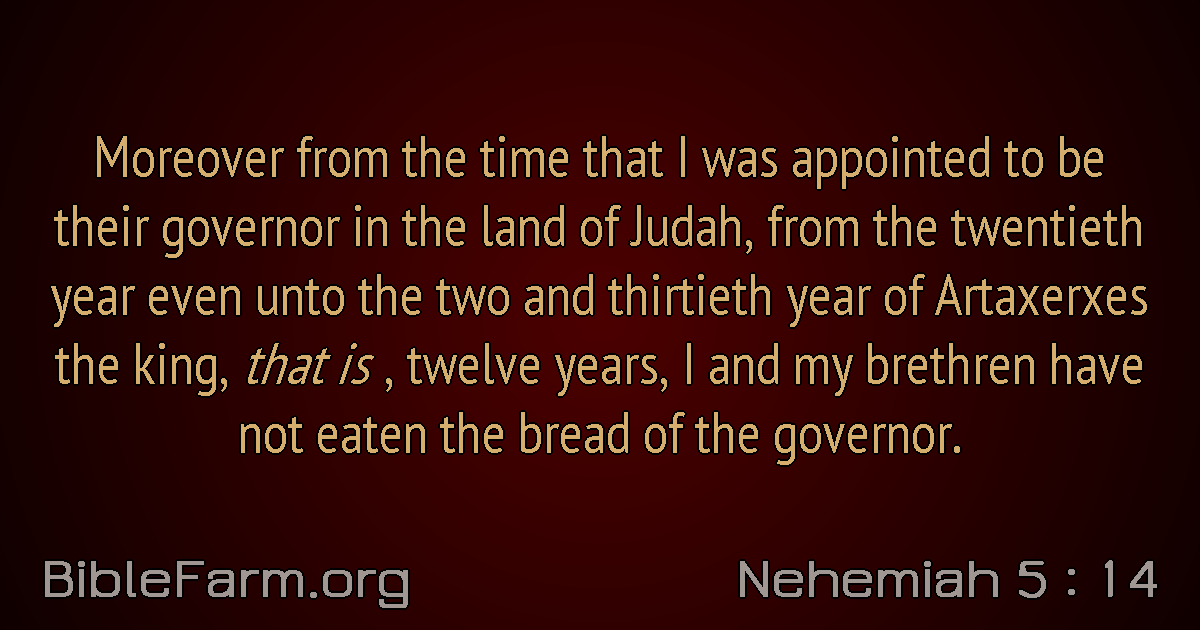 Moreover from the time that I was appointed to be
their governor in the land of Judah, from the twentieth
year even unto the two and thirtieth year of Artaxerxes
the king, that is , twelve years, I and my brethren have
not eaten the bread of the governor.
BibleFarm.org
Nehemiah 5 : 14